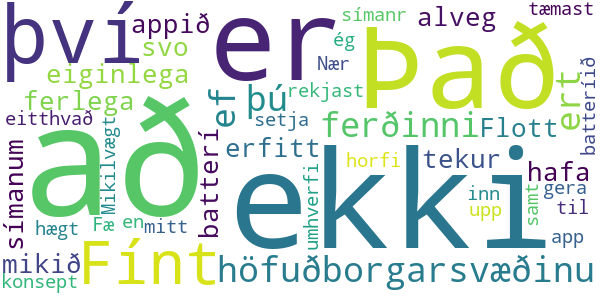 því er Það
að ekki
Fínt
höfuðborgarsvæðinu
appið símanr tæmast
svo ég alveg
eiginlega Nær
ferlega ef þú rekjast ert
batteríið
eitthvað setja ferðinni Flott
símanum Mikilvægt batterí erfitt
horfi tekur hafa
umhverfi inn samt gera
hægt Fæ en mitt upp til
mikið app
konsept